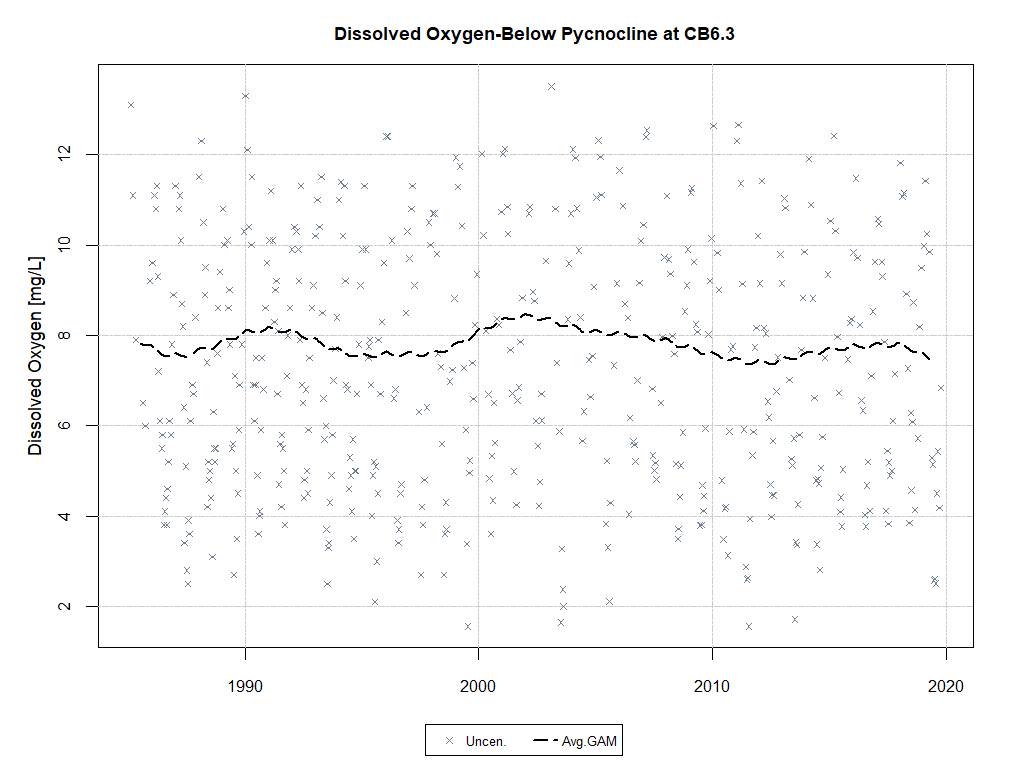 Dissolved Oxygen-Below Pycnocline at CB6.3
Dissolved Oxygen [mg/L]
12
10
8
6
4
2
1990
2000
2010
2020
Uncen.
Avg.GAM